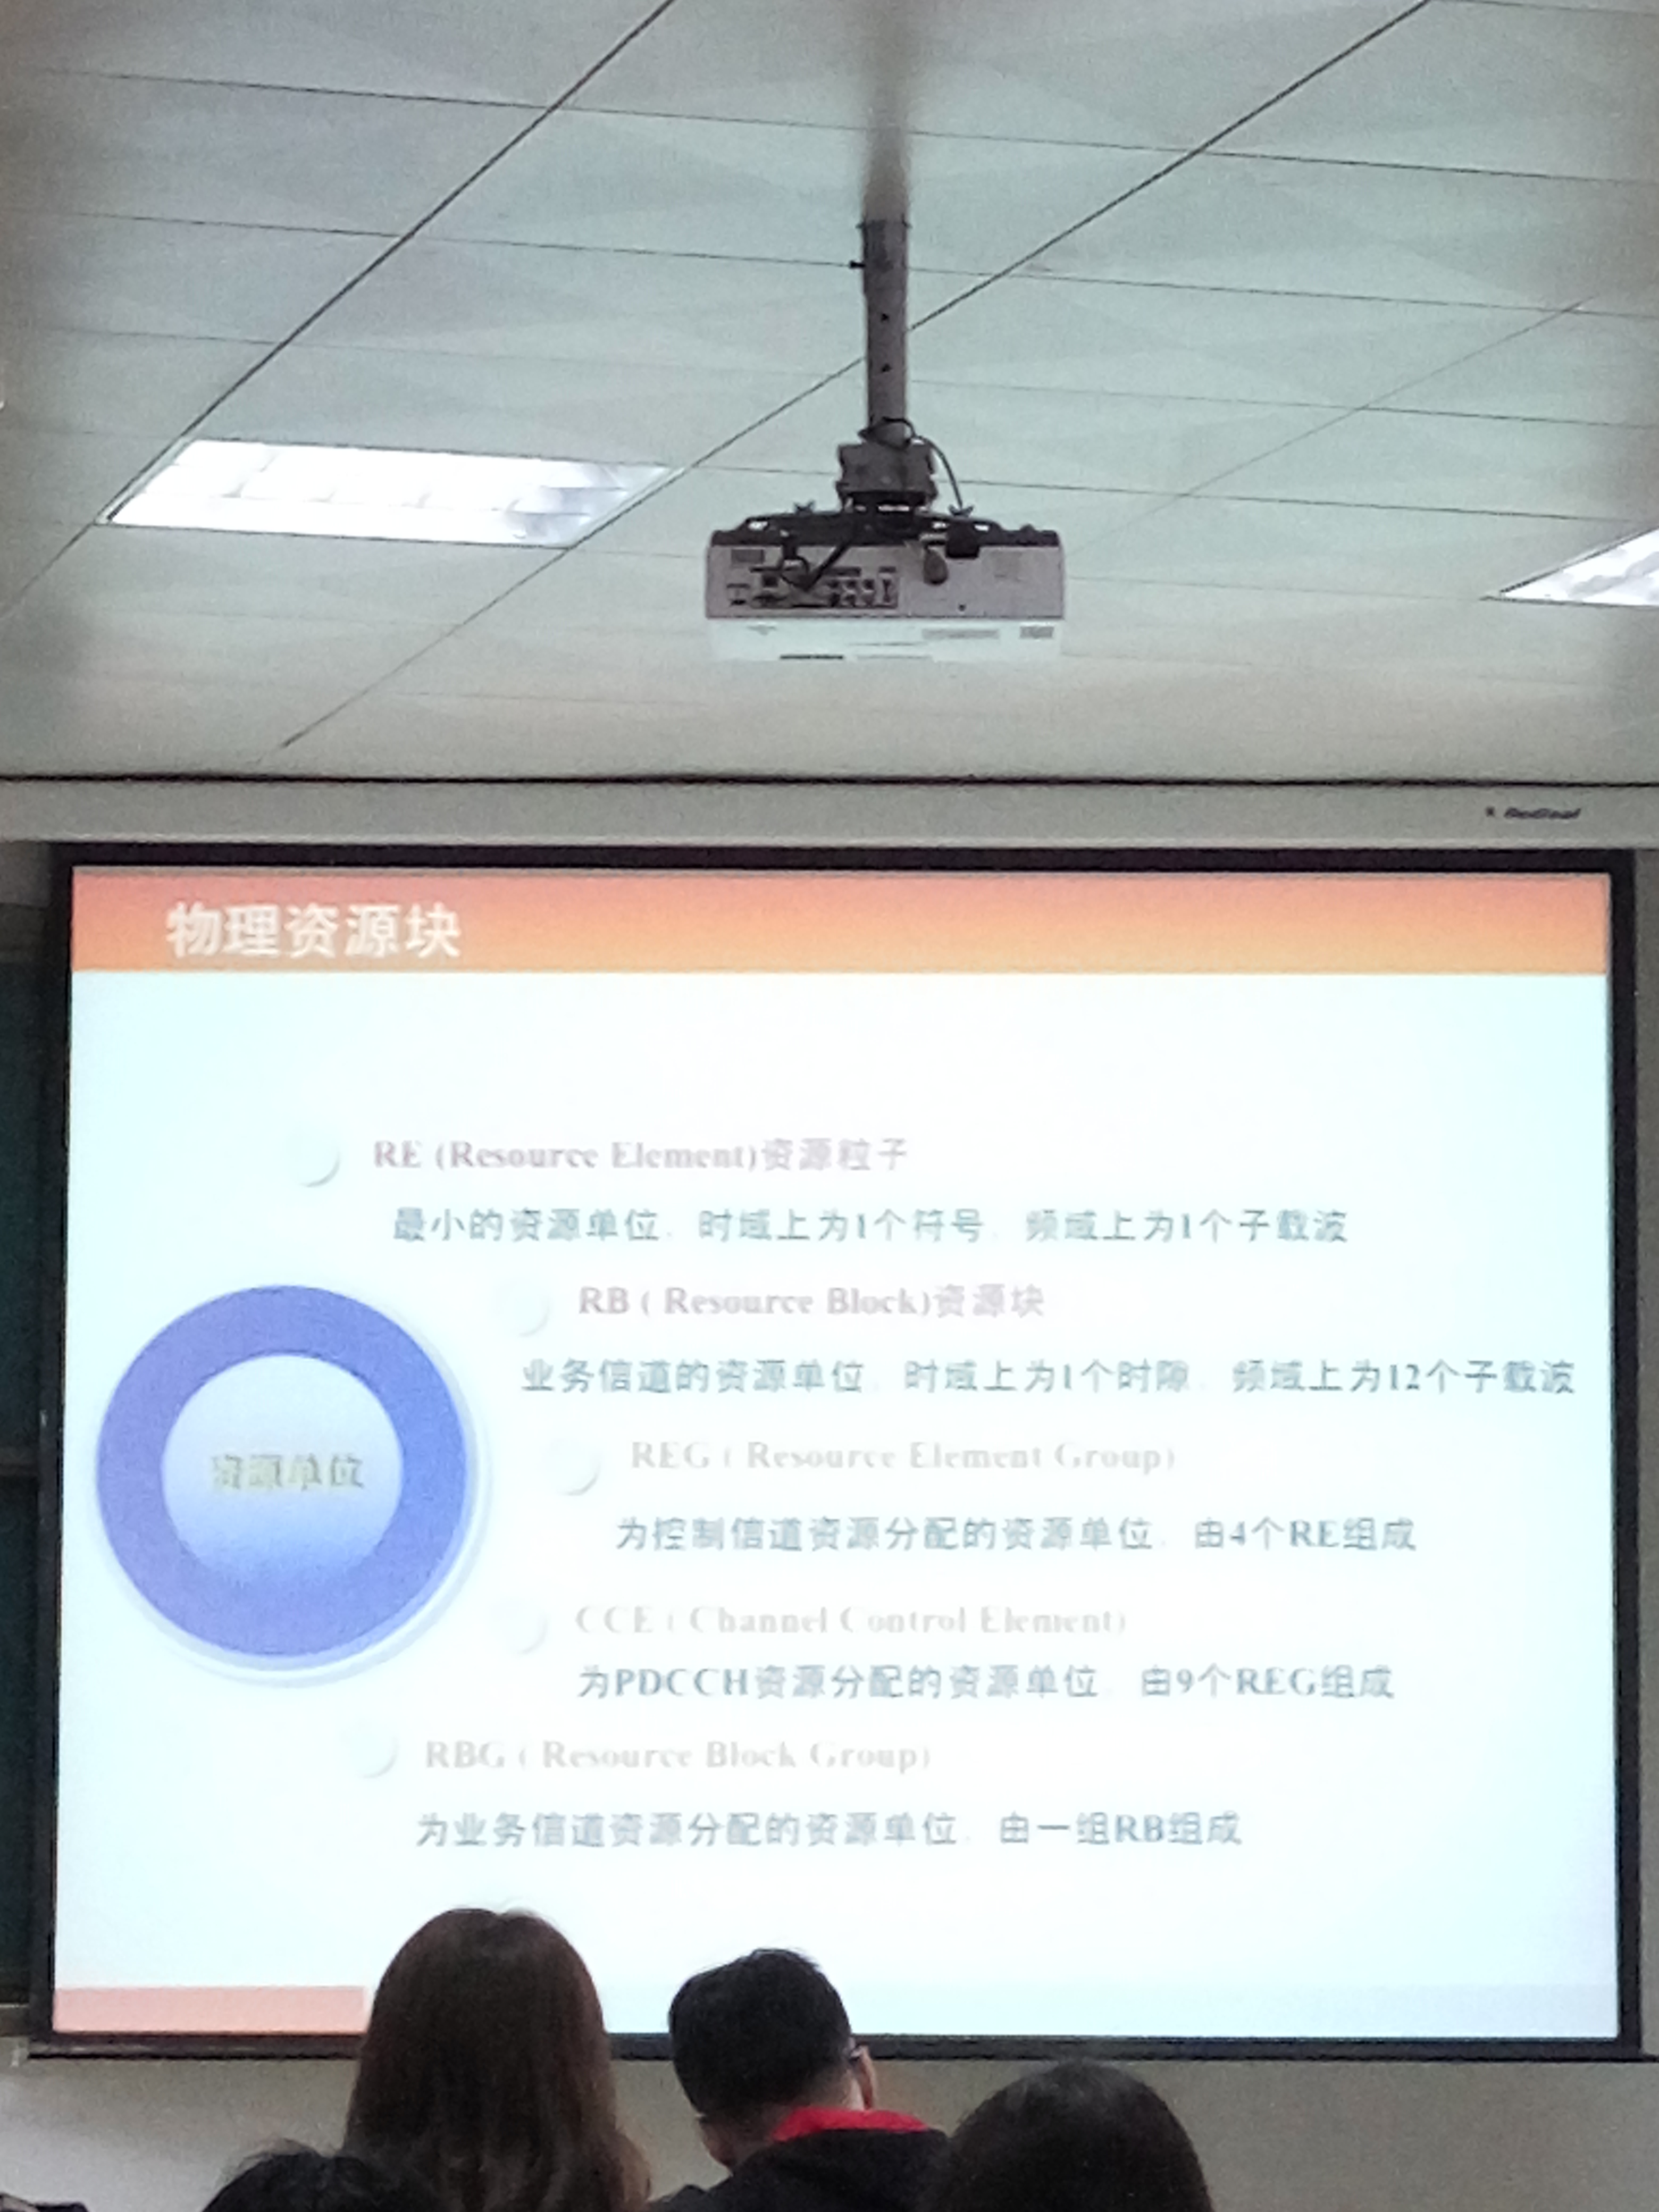 物理资源块
RE (Resource Element)资源粒子
最小的资源单位，时域上为1个符号，频域上为1个子载波
RB ( Resource Block)资源块
业务信道的资源单位，时域上为1个时隙，频域上为12个子载波
资源单位
REG ( Resource Element Group)
为控制信道资源分配的资源单位，由4个RE组成
CCE ( Channel Control Element)
为PDCCH资源分配的资源单位，由9个REG组成
RBG ( Resource Block Group)
为业务信道资源分配的资源单位，由一组RB组成